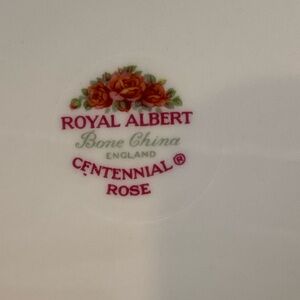 ROYAL ALBERT
Bone China
ENGLAND
CENTENNIAL ®
ROSE